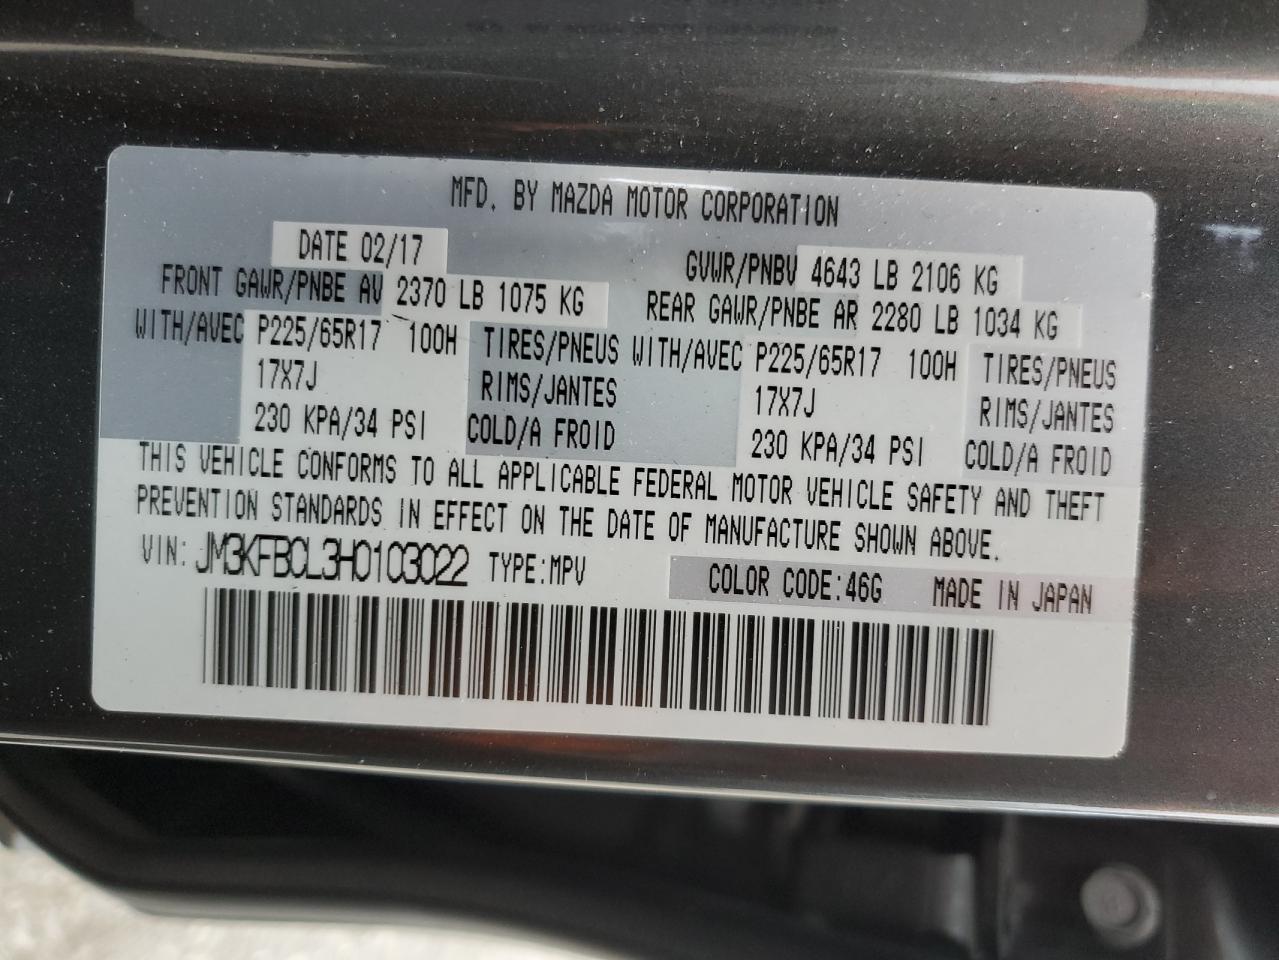 MFD. BY MAZDA MOTOR CORPORATION
DATE 02/17 GVWR/PNBV 4643 LB 2106 KG
FRONT GAWR/PNBE AV 2370 LB 1075 KG REAR GAWR/PNBE AR 2280 LB 1034 KG
WITH/AVEC P225/65R17 100H TIRES/PNEUS WITH/AVEC P225/65R17 100H TIRES/PNEUS
17X7J RIMS/JANTES 17X7J RIMS/JANTES
230 KPA/34 PSI COLD/A FROID 230 KPA/34 PSI COLD/A FROID
THIS VEHICLE CONFORMS TO ALL APPLICABLE FEDERAL MOTOR VEHICLE SAFETY AND THEFT
PREVENTION STANDARDS IN EFFECT ON THE DATE OF MANUFACTURE SHOWN ABOVE.
VIN: JM3KFBCL3H0103022 TYPE:MPV COLOR CODE:46G MADE IN JAPAN